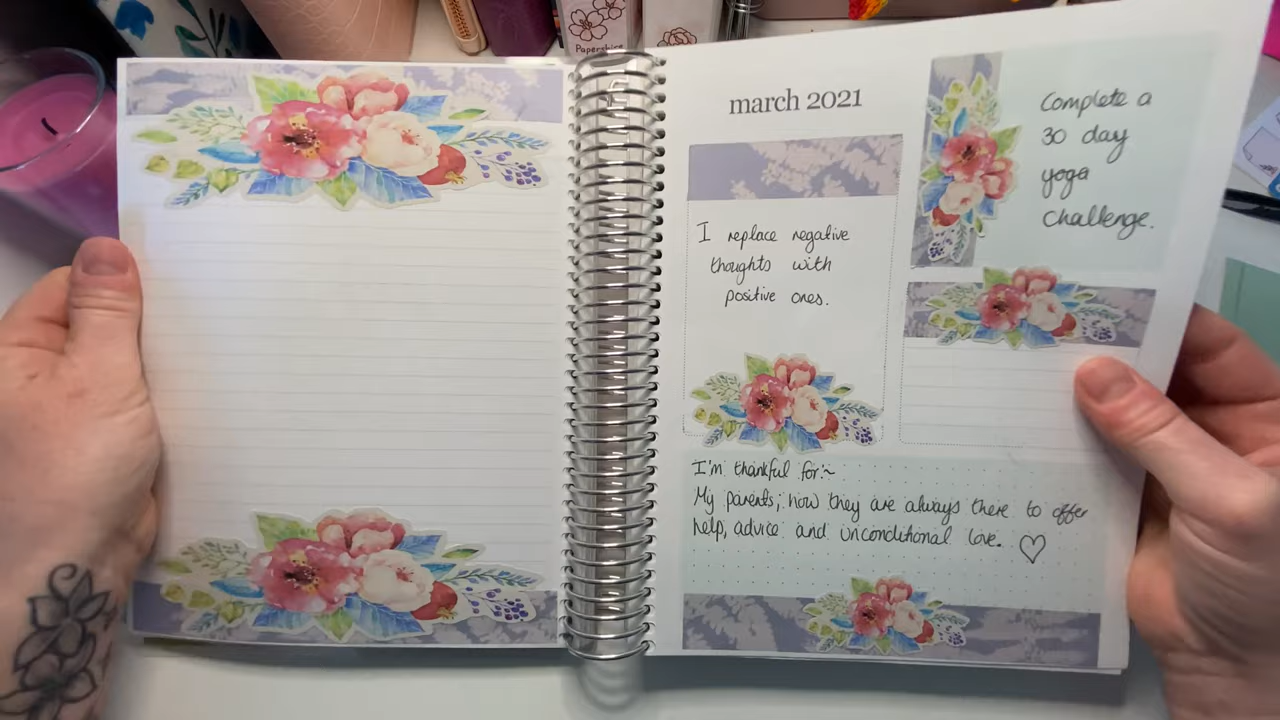 Papershire
march 2021
I replace negative
thoughts with
positive ones.
Complete a
30 day
yoga
challenge.
I'm thankful for:~
My parents; how they are always there to offer
help, advice and unconditional love.